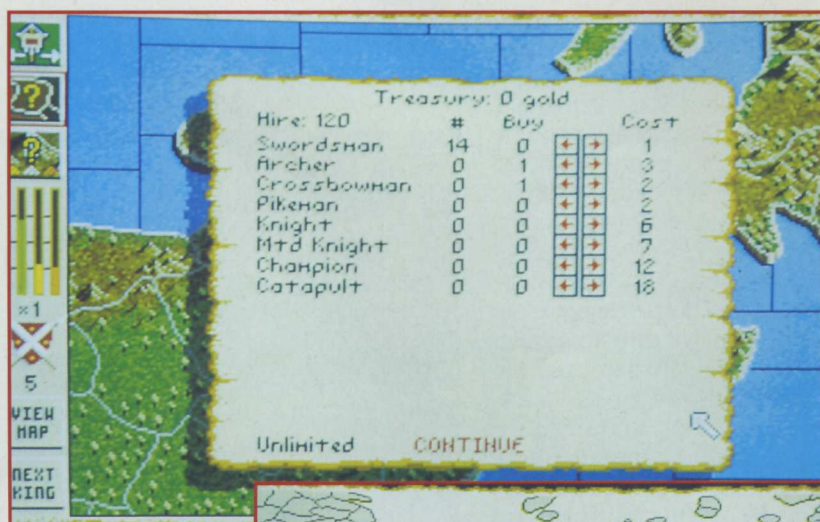 Treasury: 0 gold
Hire: 120 # Buy Cost
Swordsman 14 0 1
Archer 0 1 3
Crossbowman 0 1 2
Pikeman 0 0 2
Knight 0 0 6
Mtd Knight 0 0 7
Champion 0 0 12
Catapult 0 0 18
Unlimited CONTINUE
?
?
×1
5
VIEW
MAP
NEXT
KING